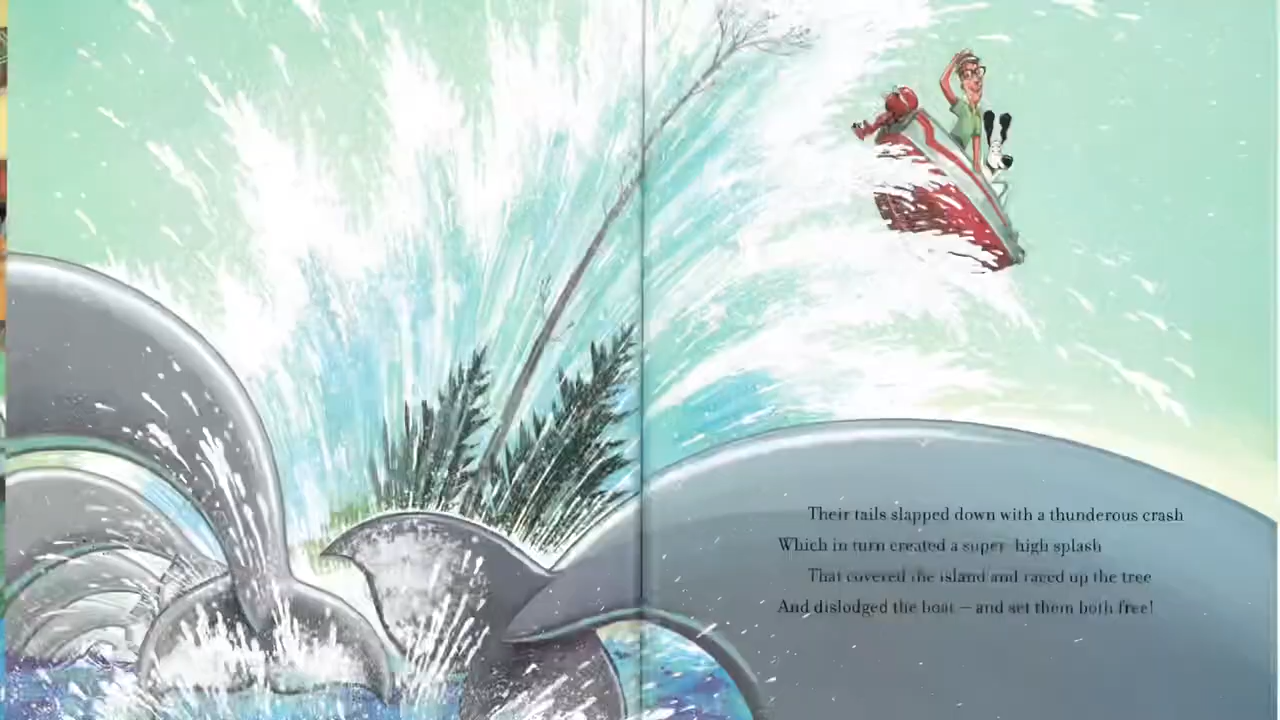 Their tails slapped down with a thunderous crash
Which in turn created a super-high splash
That covered the island and raced up the tree
And dislodged the boat – and set them both free!